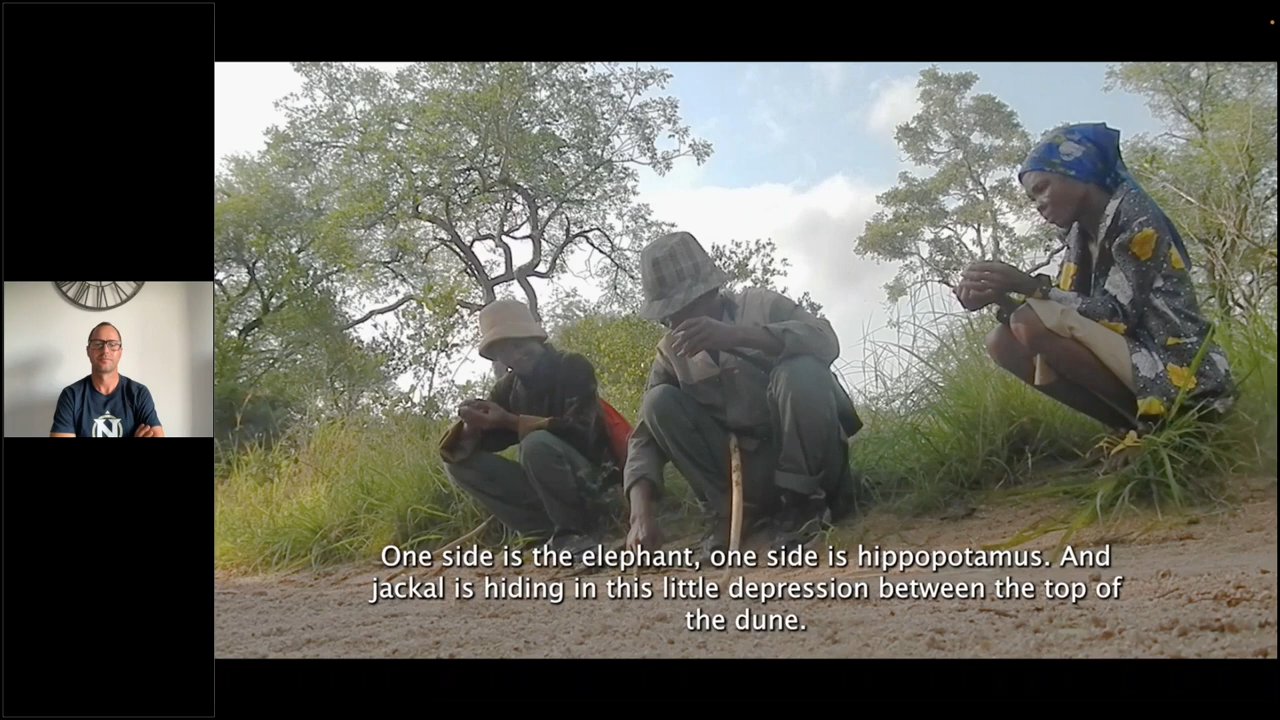 One side is the elephant, one side is hippopotamus. And
jackal is hiding in this little depression between the top of
the dune.
N